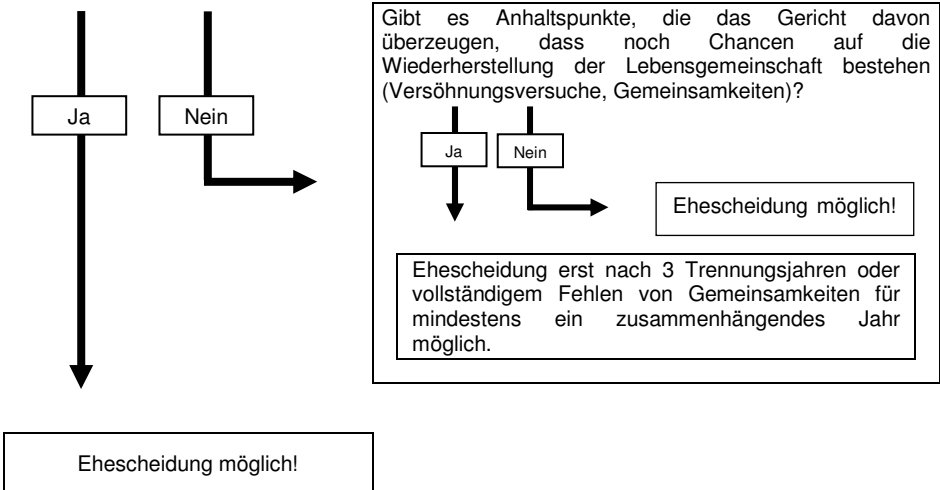 Ja
Nein
Gibt es Anhaltspunkte, die das Gericht davon
überzeugen, dass noch Chancen auf die
Wiederherstellung der Lebensgemeinschaft bestehen
(Versöhnungsversuche, Gemeinsamkeiten)?
Ja
Nein
Ehescheidung möglich!
Ehescheidung erst nach 3 Trennungsjahren oder
vollständigem Fehlen von Gemeinsamkeiten für
mindestens ein zusammenhängendes Jahr
möglich.
Ehescheidung möglich!